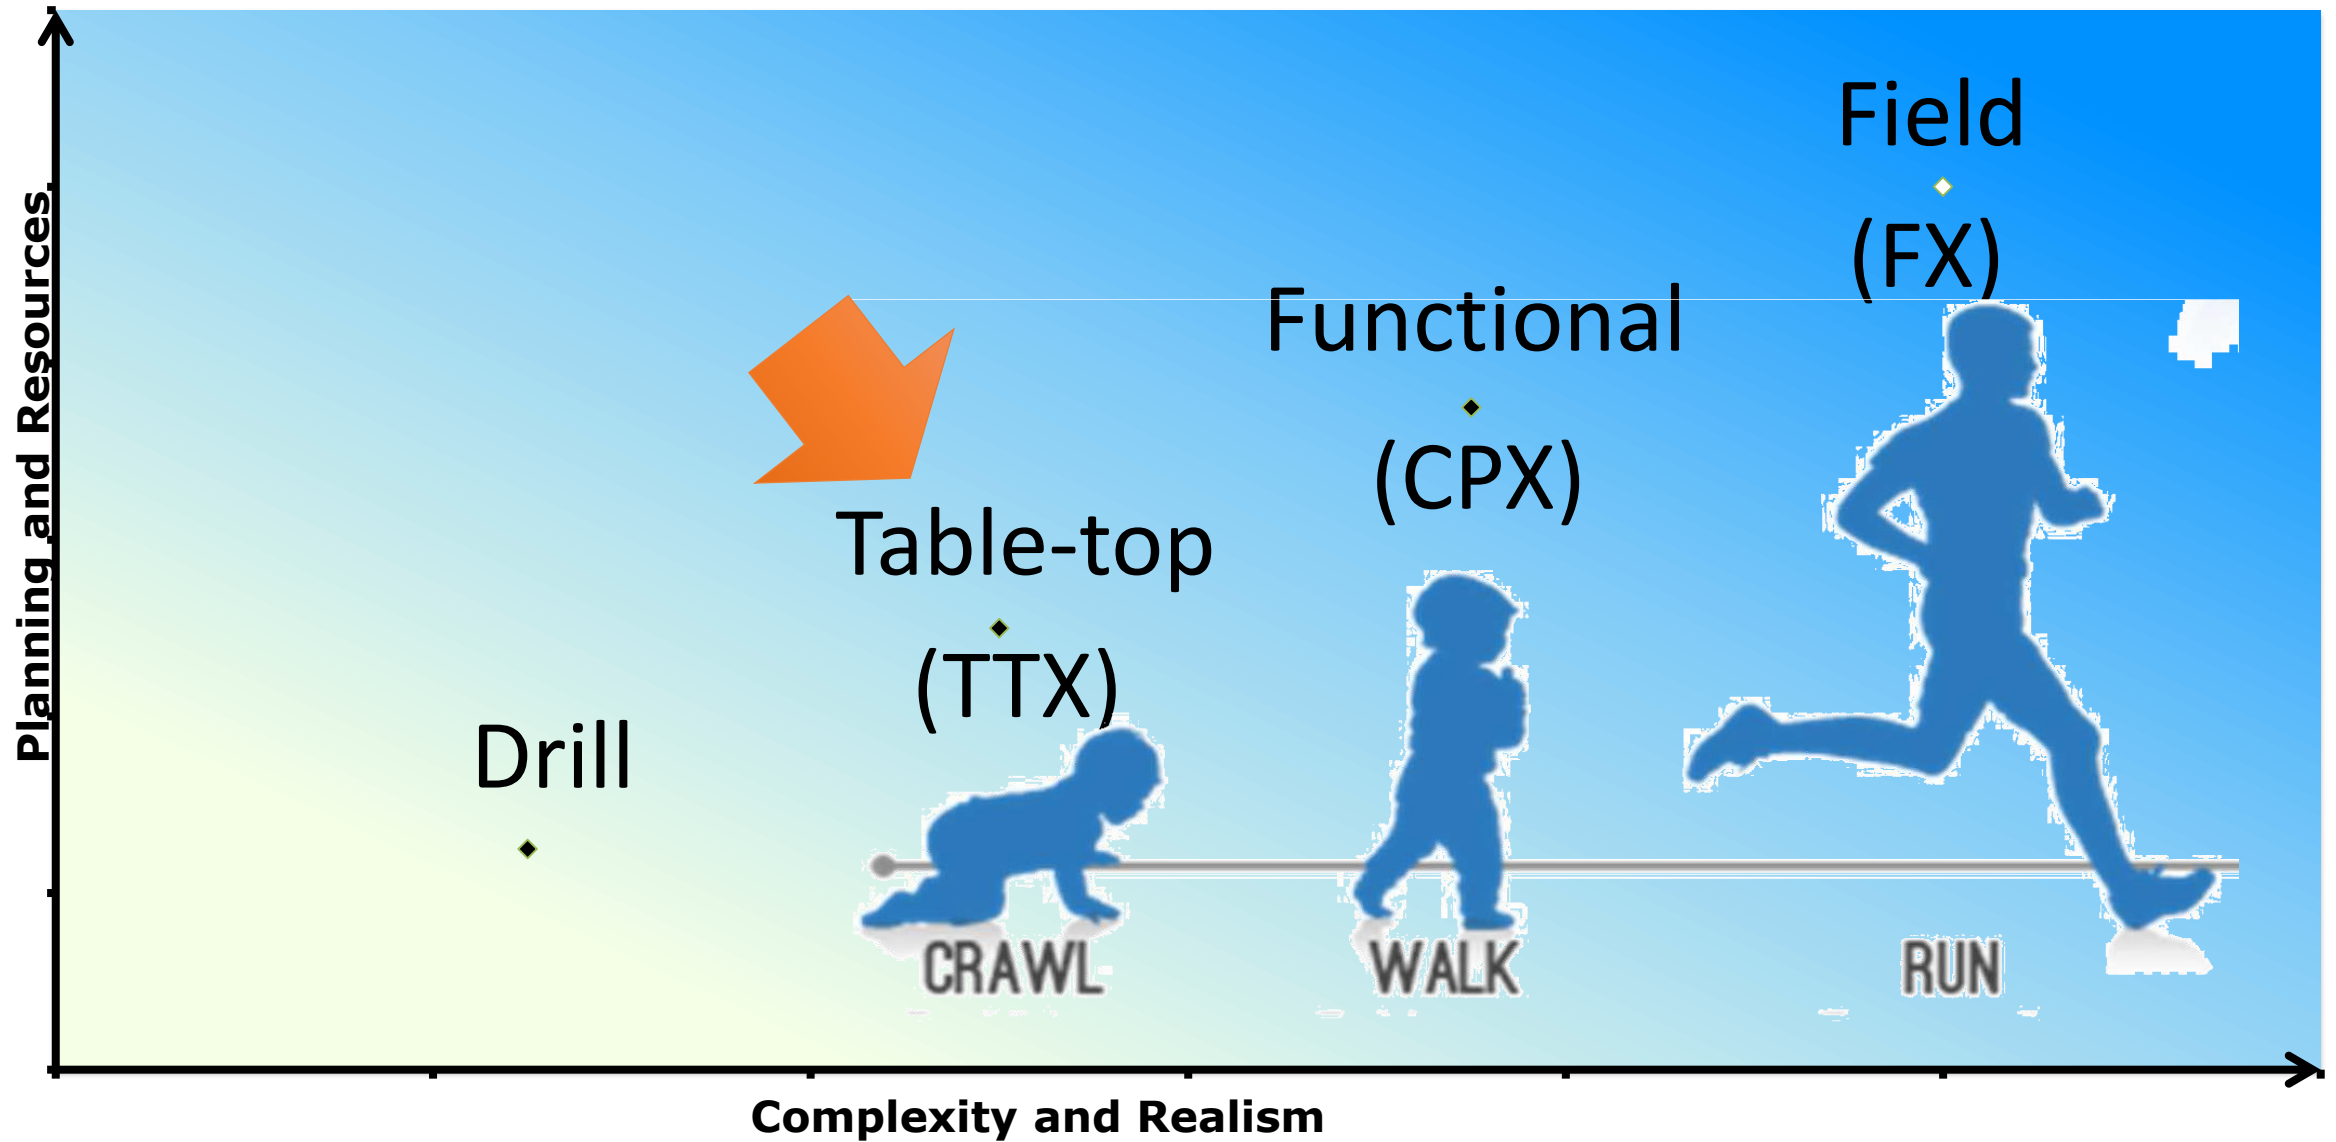 Planning and Resources
Field
(FX)
Functional
(CPX)
Table-top
(TTX)
Drill
CRAWL
WALK
RUN
Complexity and Realism